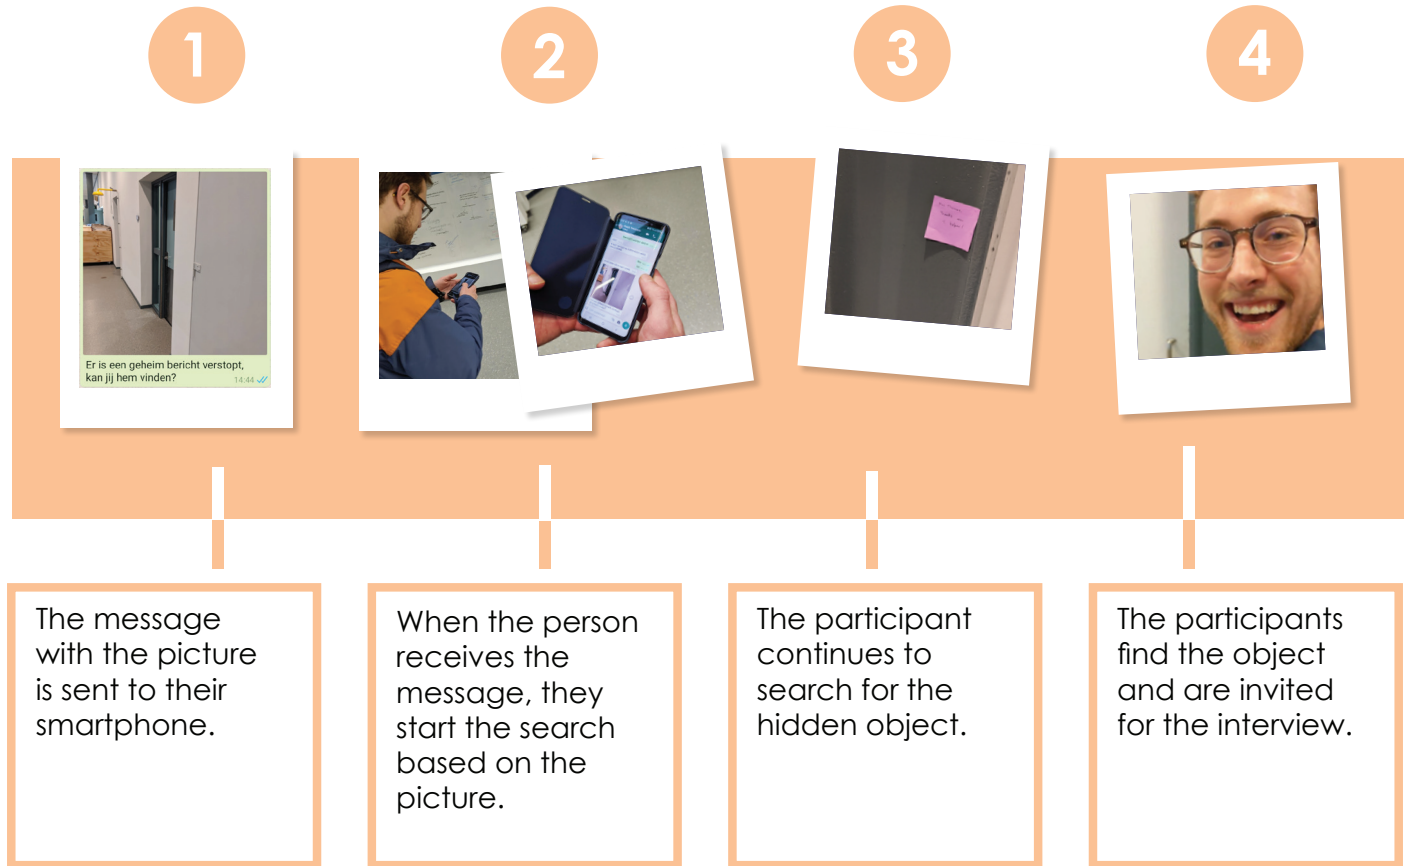 1
2
3
4
Er is een geheim bericht verstopt,
kan jij hem vinden?
14:44
The message
with the picture
is sent to their
smartphone.
When the person
receives the
message, they
start the search
based on the
picture.
The participant
continues to
search for the
hidden object.
The participants
find the object
and are invited
for the interview.